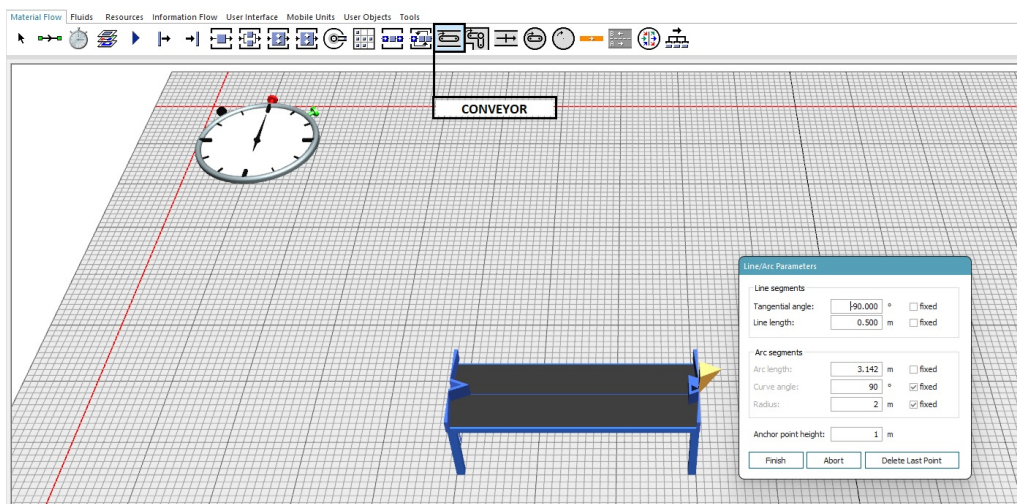 Material Flow Fluids Resources Information Flow User Interface Mobile Units User Objects Tools
CONVEYOR
Line/Arc Parameters
Line segments
Tangential angle: -90.000 ° fixed
Line length: 0.500 m fixed
Arc segments
Arc length: 3.142 m fixed
Curve angle: 90 ° fixed
Radius: 2 m fixed
Anchor point height: 1 m
Finish Abort Delete Last Point